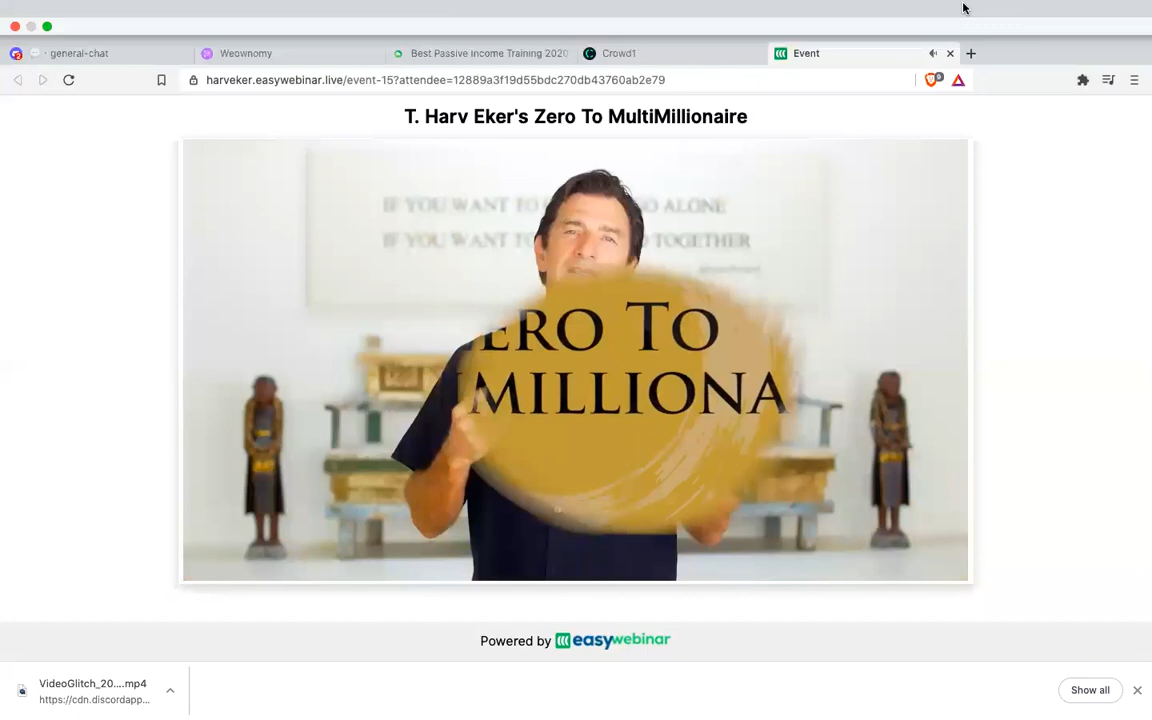 general-chat
Weownomy
Best Passive Income Training 2020
Crowd1
Event
harveker.easywebinar.live/event-15?attendee=12889a3f19d55bdc270db43760ab2e79
9
T. Harv Eker's Zero To MultiMillionaire
IF YOU WANT TO GO ALONE
IF YOU WANT TO TOGETHER
ERO TO
MILLIONA
Powered by easywebinar
VideoGlitch_20....mp4
https://cdn.discordapp...
Show all